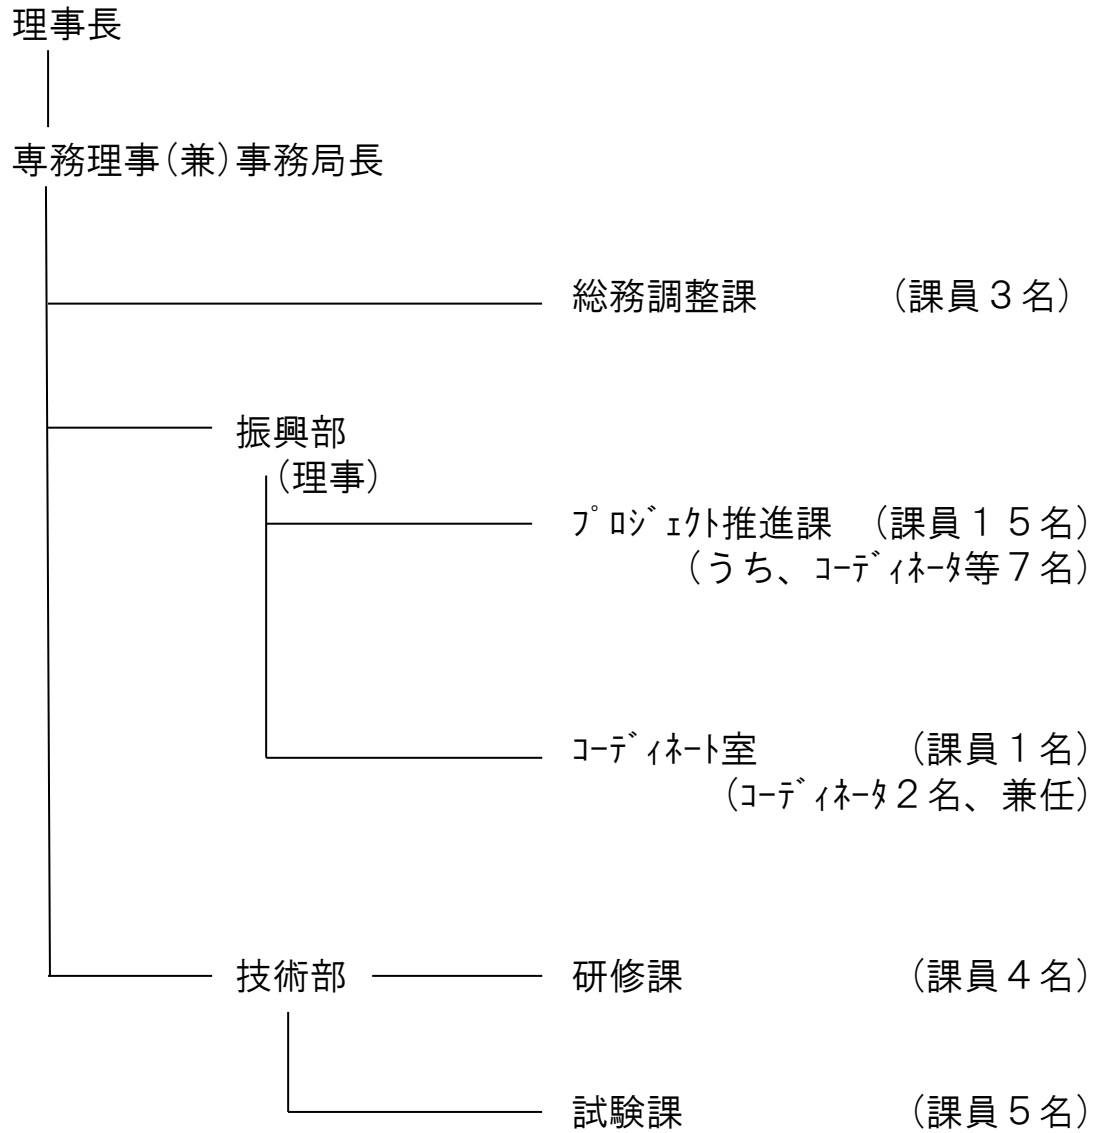 理事長
専務理事（兼）事務局長
総務調整課　（課員３名）
振興部
（理事）
ﾌﾟﾛｼﾞｪｸﾄ推進課　（課員１５名）
（うち、ｺｰﾃﾞｨﾈｰﾀ等７名）
ｺｰﾃﾞｨﾈｰﾄ室　（課員１名）
（ｺｰﾃﾞｨﾈｰﾀ２名、兼任）
技術部　研修課　（課員４名）
試験課　（課員５名）